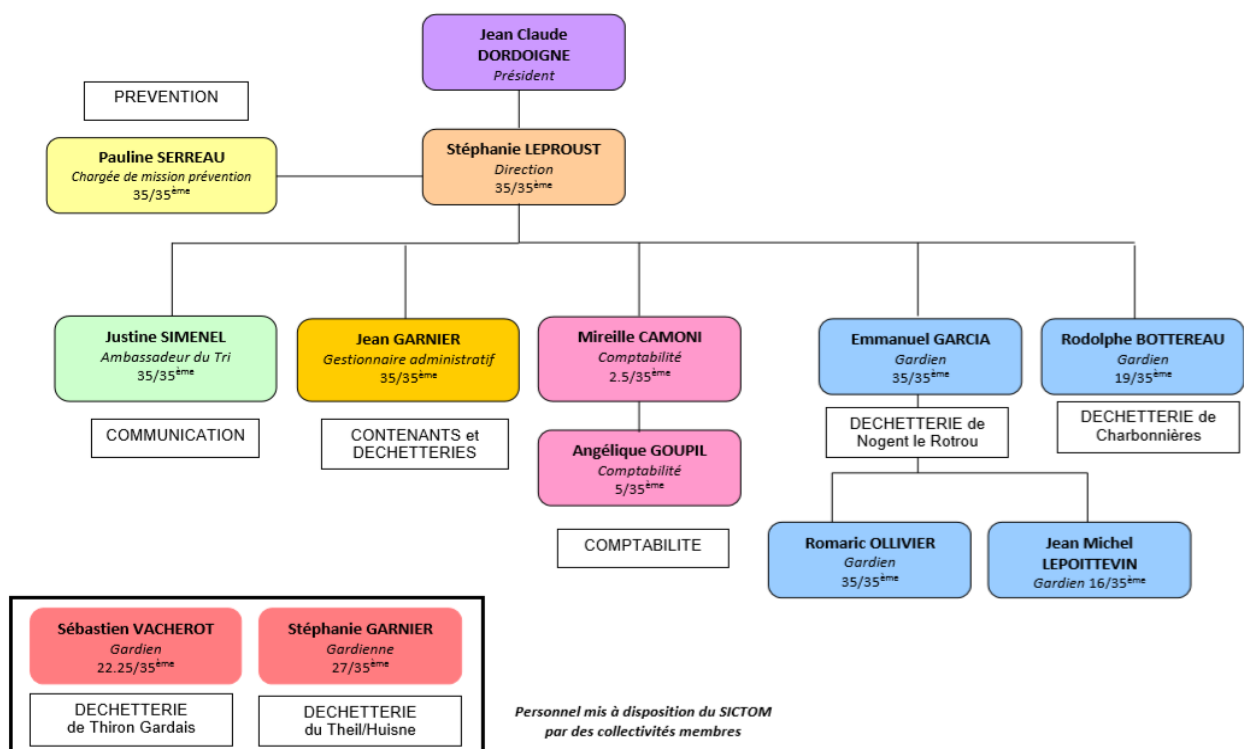 Jean Claude
DORDOIGNE
Président
PREVENTION
Pauline SERREAU
Chargée de mission prévention
35/35ème
Stéphanie LEPROUST
Direction
35/35ème
Justine SIMENEL
Ambassadeur du Tri
35/35ème
COMMUNICATION
Jean GARNIER
Gestionnaire administratif
35/35ème
CONTENANTS et
DECHETTERIES
Mireille CAMONI
Comptabilité
2.5/35ème
Angélique GOUPIL
Comptabilité
5/35ème
COMPTABILITE
Emmanuel GARCIA
Gardien
35/35ème
DECHETTERIE de
Nogent le Rotrou
Rodolphe BOTTEREAU
Gardien
19/35ème
DECHETTERIE de
Charbonnières
Romaric OLLIVIER
Gardien
35/35ème
Jean Michel
LEPOITTEVIN
Gardien 16/35ème
Sébastien VACHEROT
Gardien
22.25/35ème
DECHETTERIE
de Thiron Gardais
Stéphanie GARNIER
Gardienne
27/35ème
DECHETTERIE
du Theil/Huisne
Personnel mis à disposition du SICTOM
par des collectivités membres